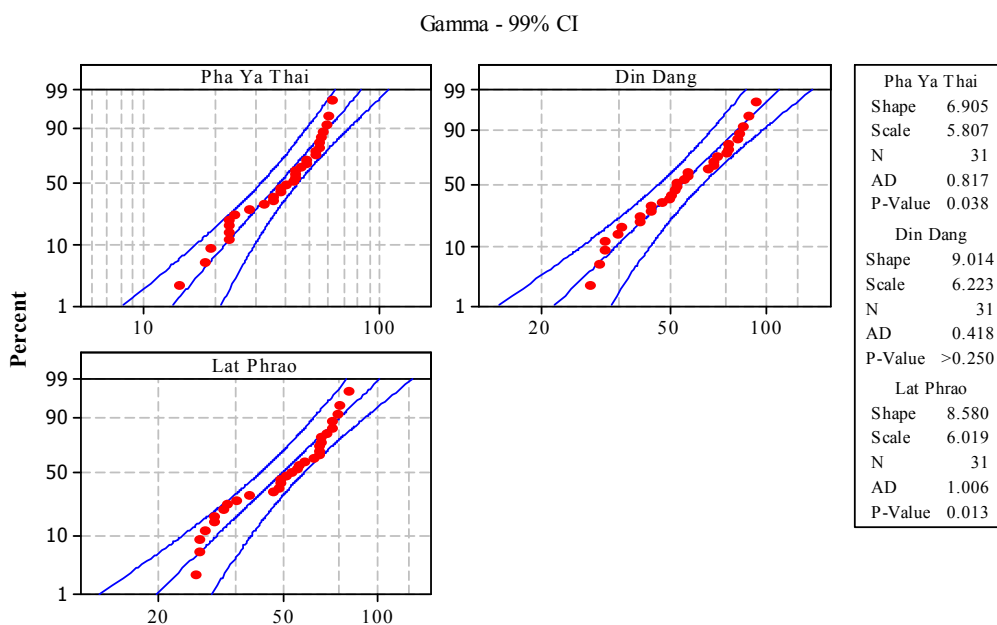 Gamma - 99% CI
Percent
Pha Ya Thai
99
90
50
10
1
10 100
Din Dang
99
90
50
10
1
20 50 100
Lat Phrao
99
90
50
10
1
20 50 100
Pha Ya Thai
Shape 6.905
Scale 5.807
N 31
AD 0.817
P-Value 0.038
Din Dang
Shape 9.014
Scale 6.223
N 31
AD 0.418
P-Value >0.250
Lat Phrao
Shape 8.580
Scale 6.019
N 31
AD 1.006
P-Value 0.013